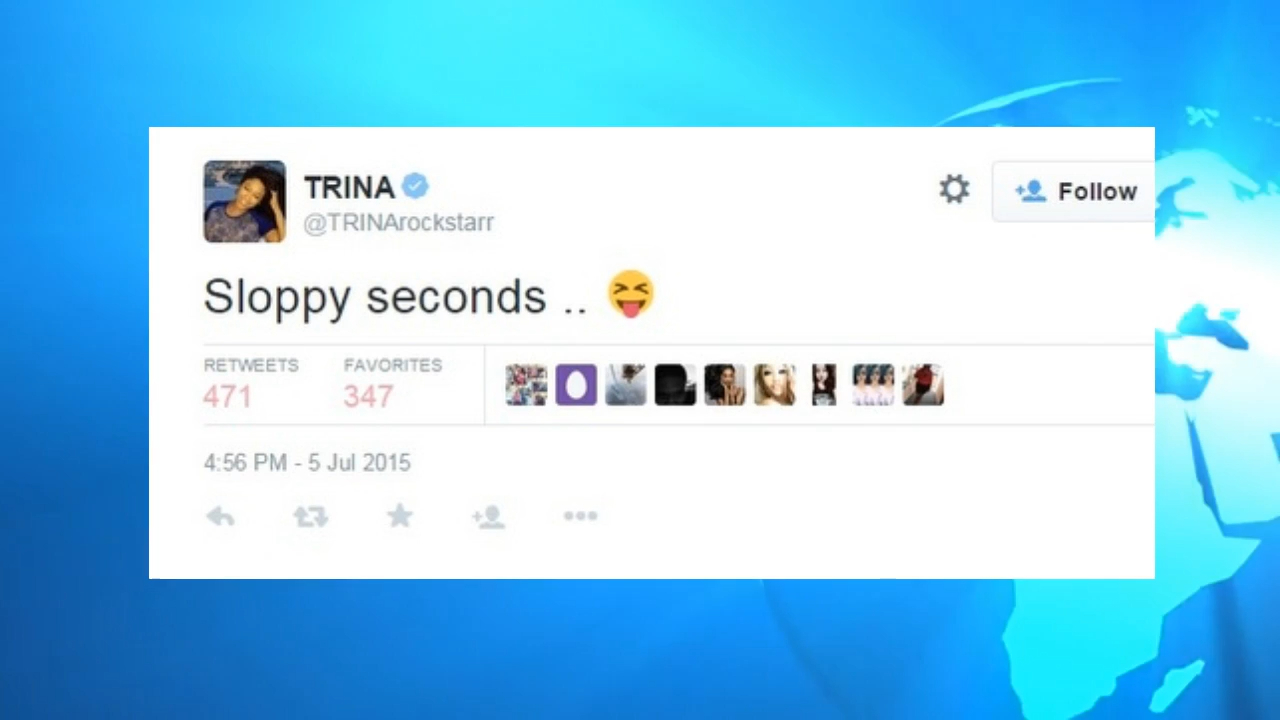 TRINA
@TRINArockstarr
Follow
Sloppy seconds .. 😝
RETWEETS FAVORITES
471 347
4:56 PM - 5 Jul 2015